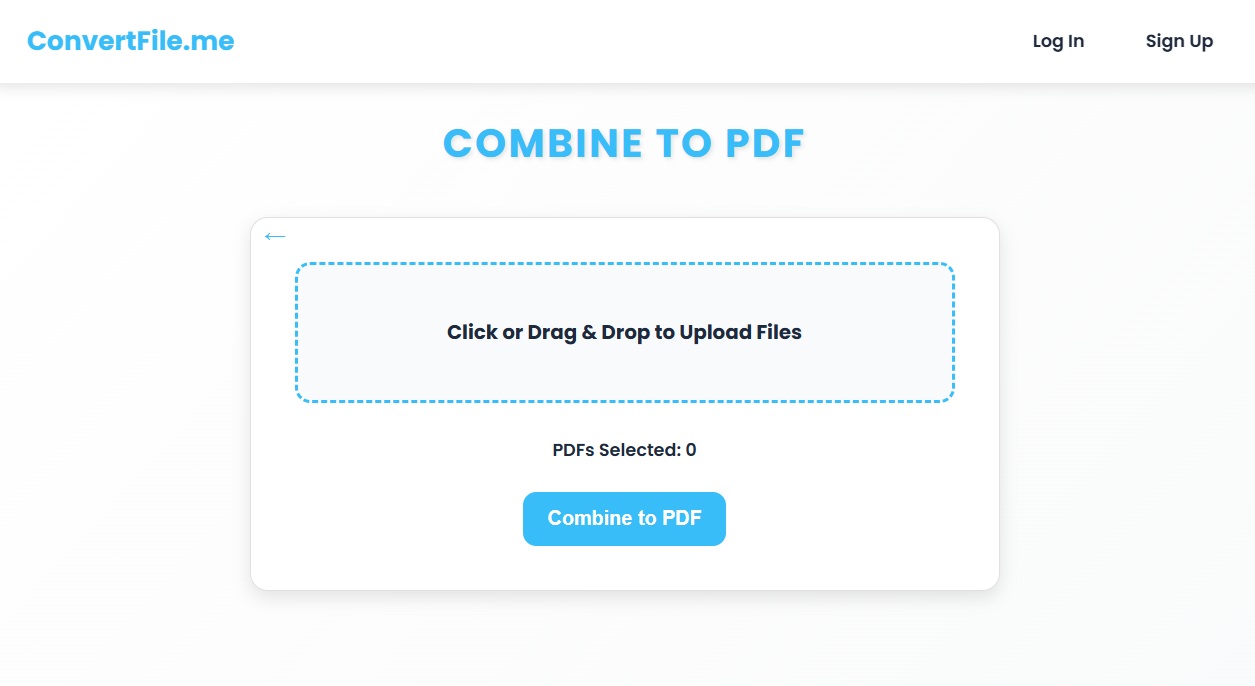 ConvertFile.me
Log In
Sign Up
COMBINE TO PDF
←
Click or Drag & Drop to Upload Files
PDFs Selected: 0
Combine to PDF